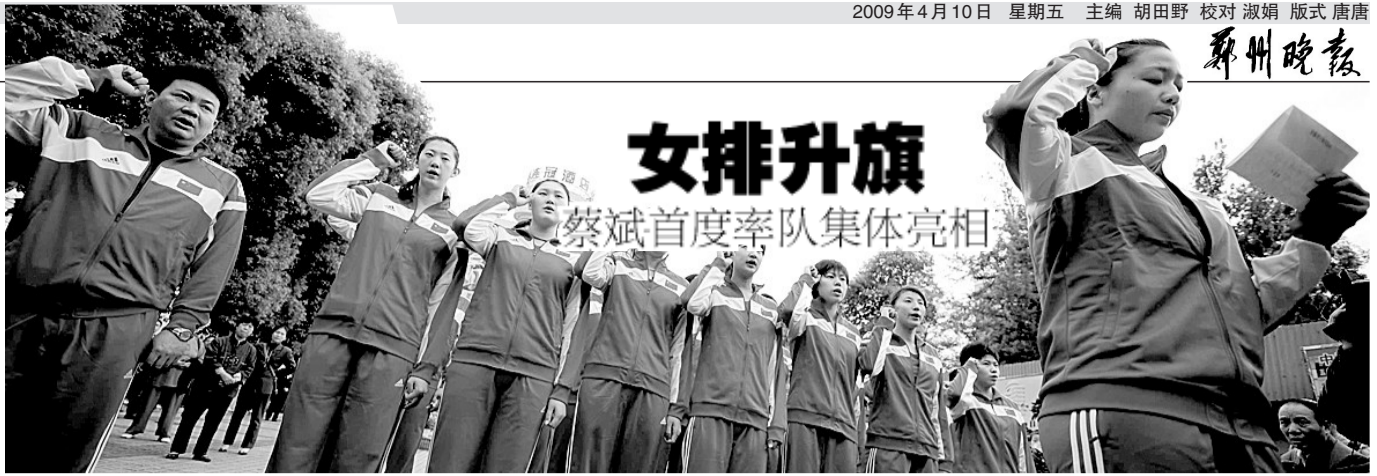 2009年4月10日 星期五 主编 胡田野 校对 淑娟 版式 唐唐
郑州晚报
女排升旗
蔡斌首度率队集体亮相